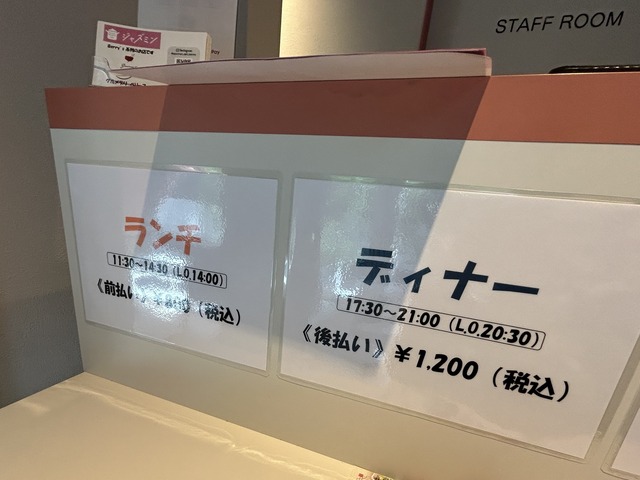 STAFF ROOM
ジャズミン
Pay
ランチ
11:30～14:30（L.O.14:00）
《前払い》￥800（税込）
ディナー
17:30～21:00（L.O.20:30）
《後払い》￥1,200（税込）